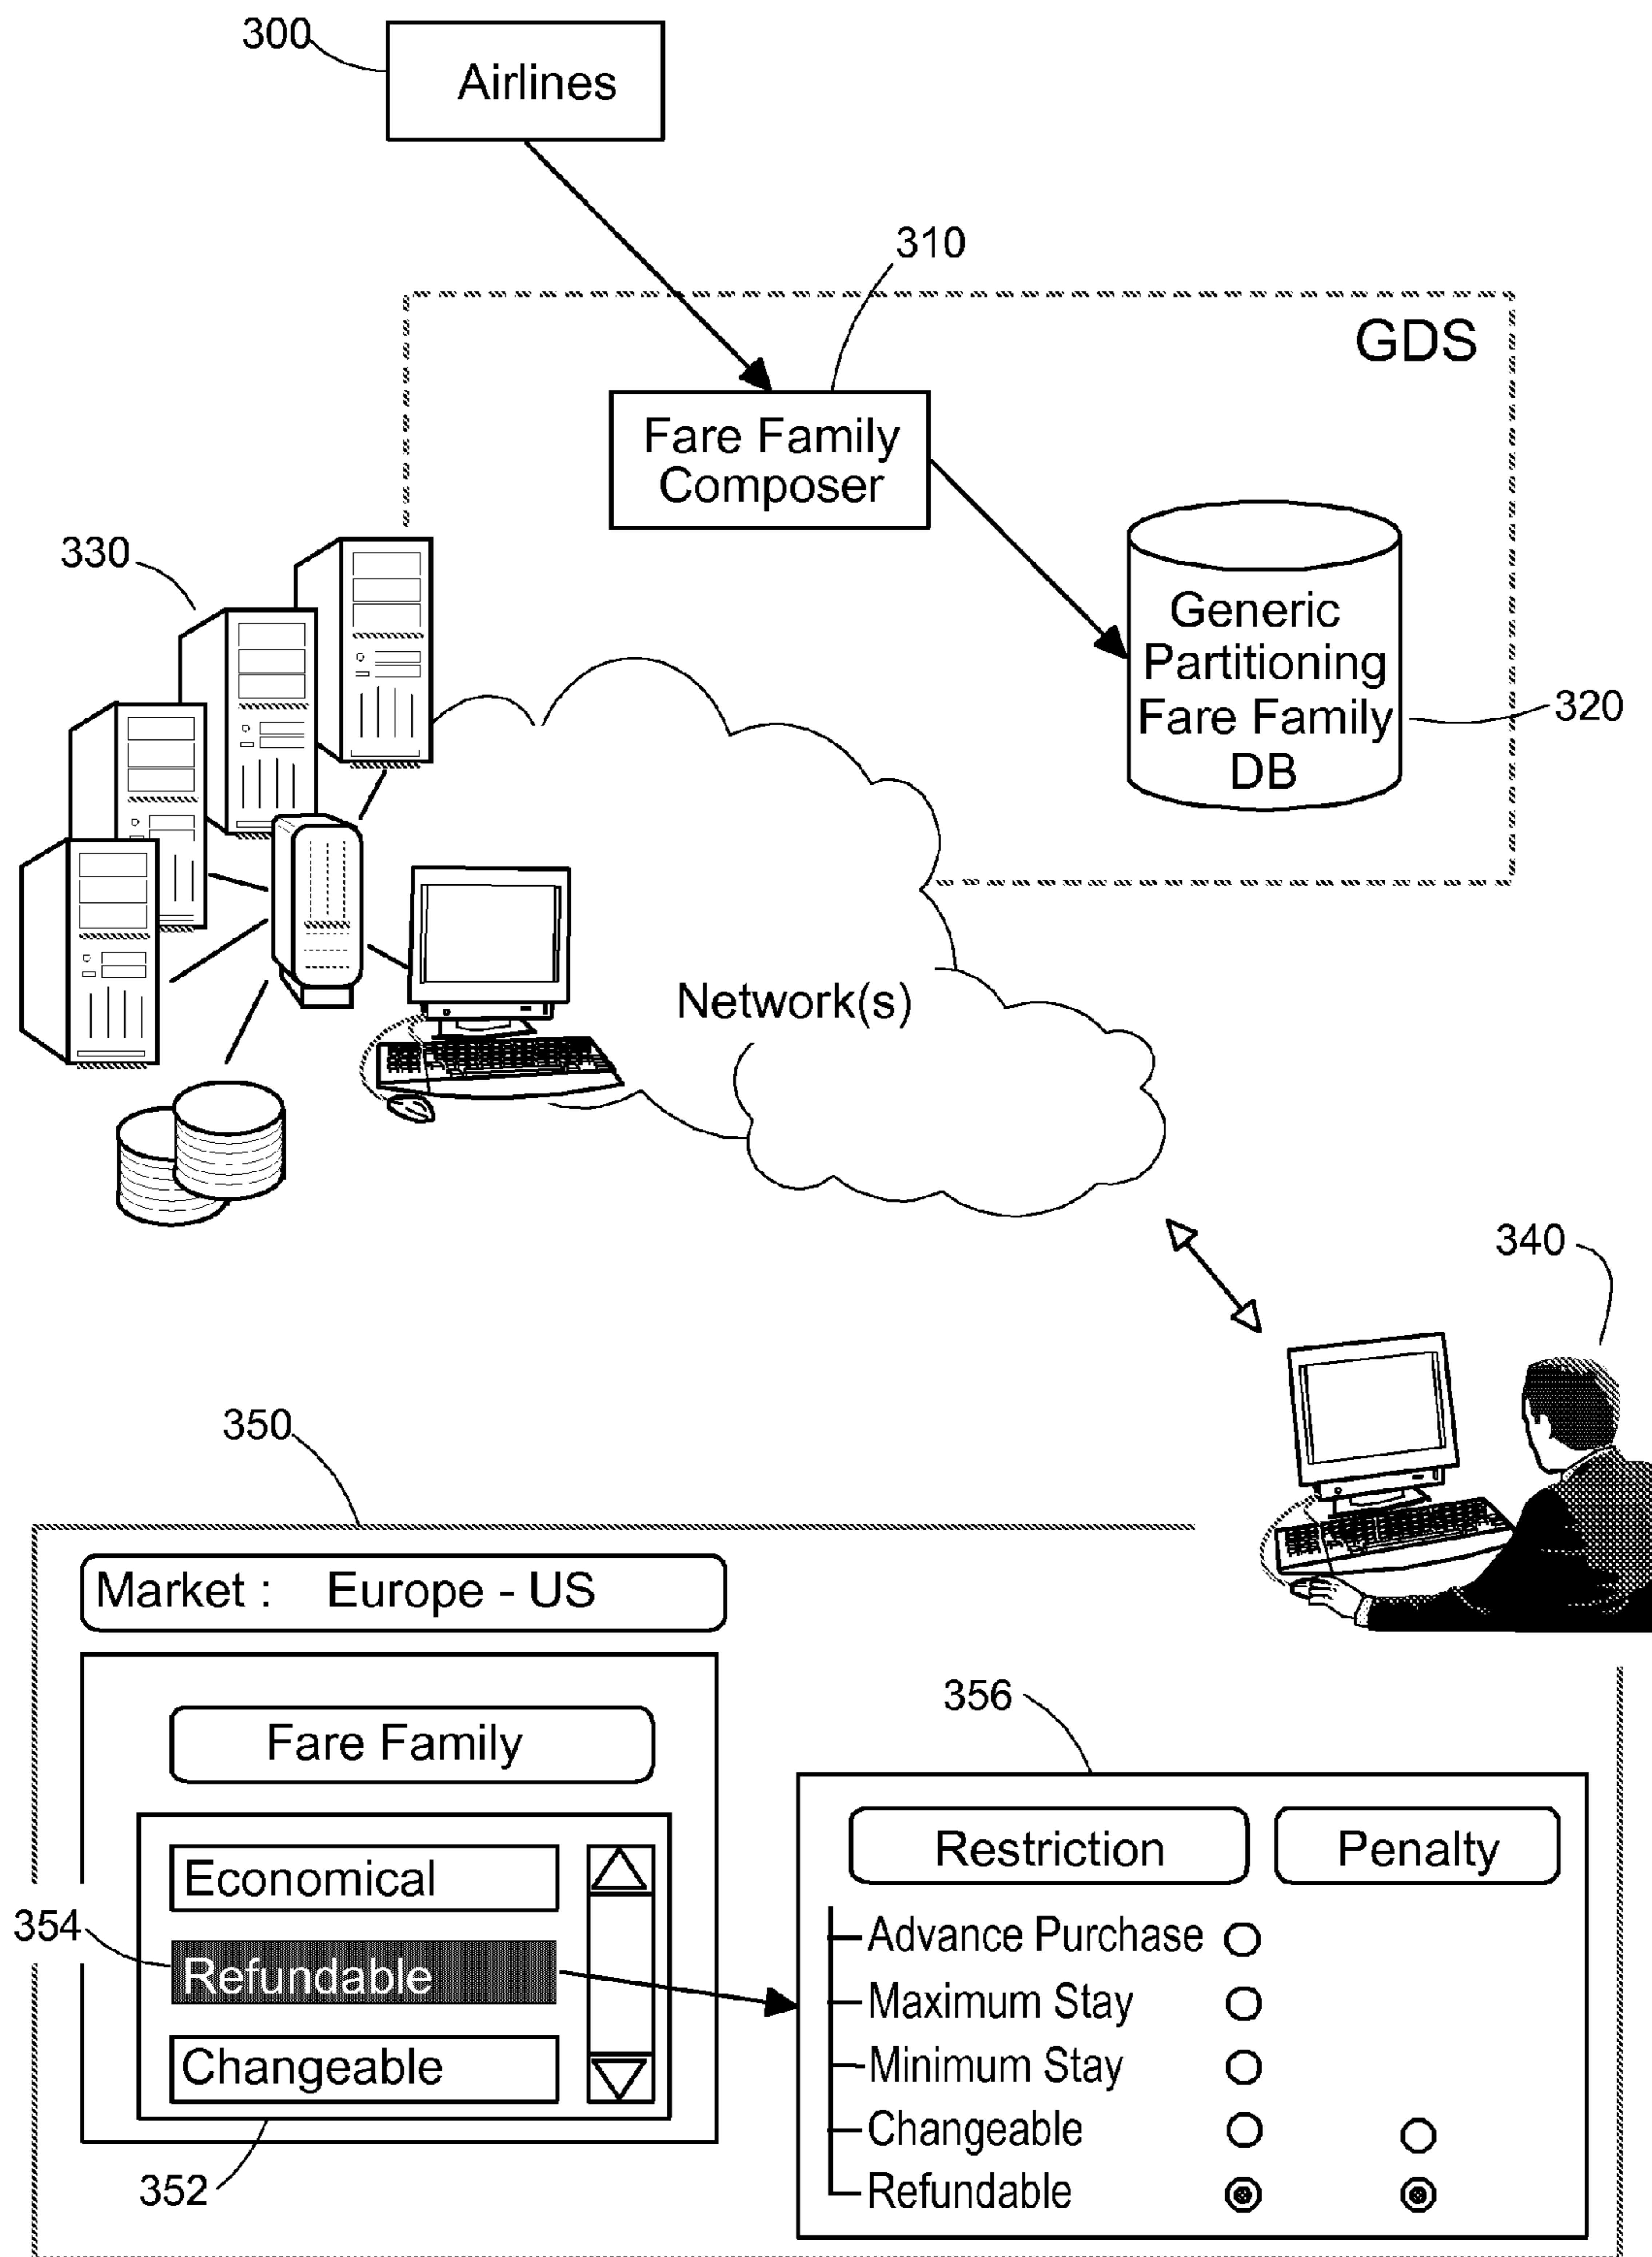 300
Airlines
310
GDS
Fare Family
Composer
330
Generic
Partitioning
Fare Family
DB
320
Network(s)
340
350
Market : Europe - US
356
Fare Family
Restriction Penalty
Economical
354
Refundable
Changeable
352
Advance Purchase
Maximum Stay
Minimum Stay
Changeable
Refundable